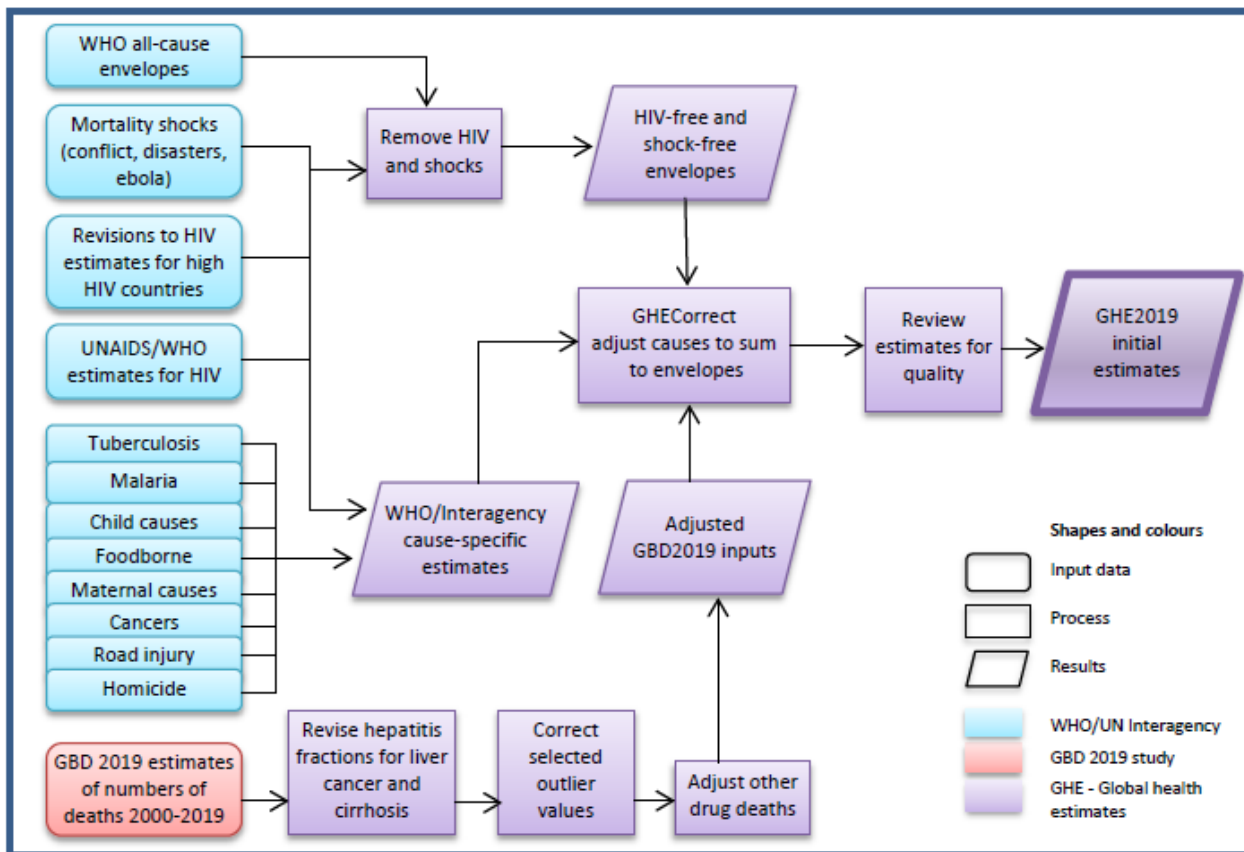 WHO all-cause
envelopes
Mortality shocks
(conflict, disasters,
ebola)
Revisions to HIV
estimates for high
HIV countries
UNAIDS/WHO
estimates for HIV
Tuberculosis
Malaria
Child causes
Foodborne
Maternal causes
Cancers
Road injury
Homicide
GBD 2019 estimates
of numbers of
deaths 2000-2019
Remove HIV
and shocks
HIV-free and
shock-free
envelopes
GHECorrect
adjust causes to sum
to envelopes
Review
estimates for
quality
GHE2019
initial
estimates
WHO/Interagency
cause-specific
estimates
Adjusted
GBD2019 inputs
Revise hepatitis
fractions for liver
cancer and
cirrhosis
Correct
selected
outlier
values
Adjust other
drug deaths
Shapes and colours
Input data
Process
Results
WHO/UN Interagency
GBD 2019 study
GHE - Global health
estimates